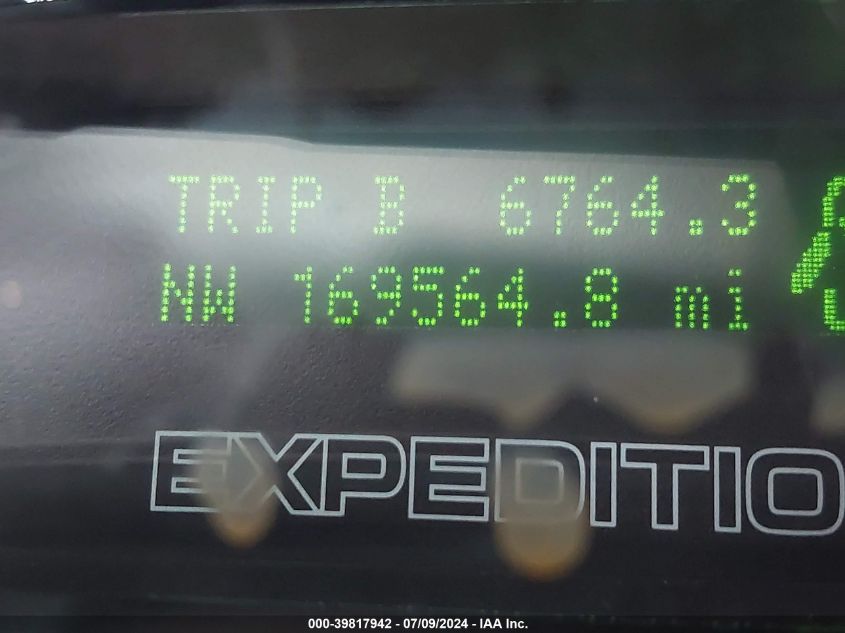 TRIP B 6764.3
NW 169564.8 mi
EXPEDITIO
000-39817942 - 07/09/2024 - IAA Inc.